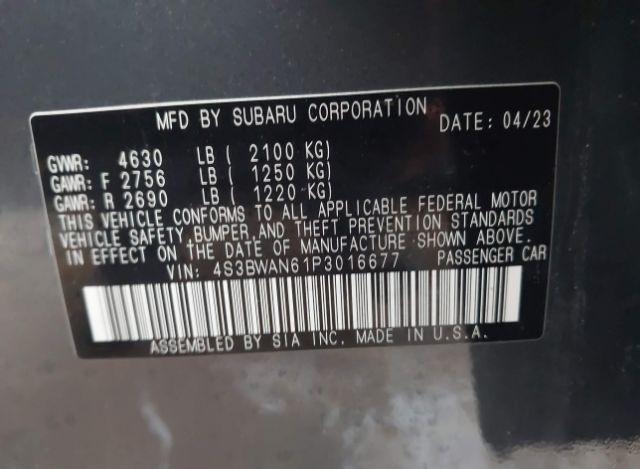 MFD BY SUBARU CORPORATION DATE: 04/23
GVWR: 4630 LB ( 2100 KG)
GAWR: F 2756 LB ( 1250 KG)
GAWR: R 2690 LB ( 1220 KG)
THIS VEHICLE CONFORMS TO ALL APPLICABLE FEDERAL MOTOR
VEHICLE SAFETY, BUMPER, AND THEFT PREVENTION STANDARDS
IN EFFECT ON THE DATE OF MANUFACTURE SHOWN ABOVE.
VIN: 4S3BWAN61P3016677 PASSENGER CAR
ASSEMBLED BY SIA INC. MADE IN U.S.A.